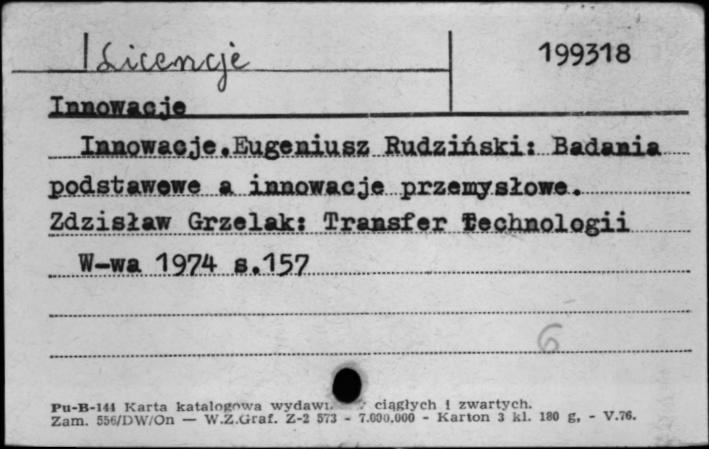 Licencje
199318
Innowacje
Innowacje.Eugeniusz Rudziński: Badania
podstawowe a innowacje przemysłowe.
Zdzisław Grzelak: Transfer Technologii
W-wa 1974 s.157
6
Pu-B-144 Karta katalogowa wydawn. ciągłych i zwartych.
Zam. 556/DW/On — W.Z.Graf. Z-2 573 - 7.000.000 - Karton 3 kl. 180 g, - V.76.